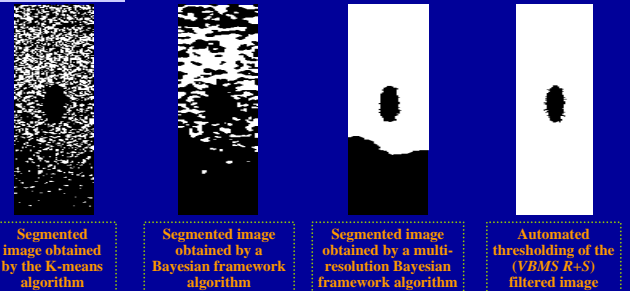 Segmented
image obtained
by the K-means
algorithm
Segmented image
obtained by a
Bayesian framework
algorithm
Segmented image
obtained by a multi-
resolution Bayesian
framework algorithm
Automated
thresholding of the
(VBMS R+S)
filtered image